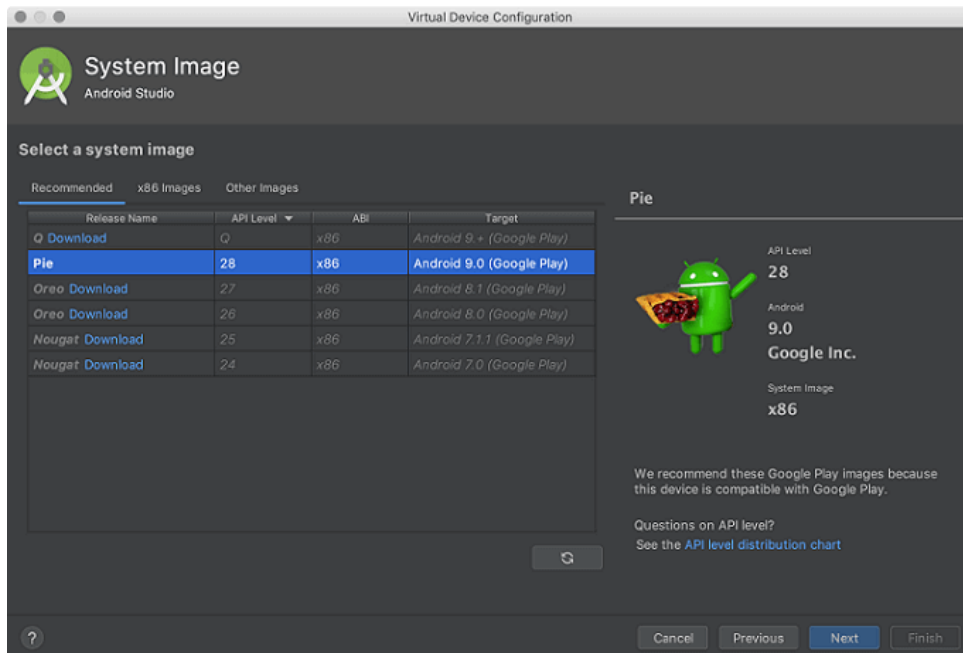 Virtual Device Configuration
System Image
Android Studio
Select a system image
Recommended x86 Images Other Images
Release Name API Level ABI Target
Q Download Q x86 Android 9.+ (Google Play)
Pie 28 x86 Android 9.0 (Google Play)
Oreo Download 27 x86 Android 8.1 (Google Play)
Oreo Download 26 x86 Android 8.0 (Google Play)
Nougat Download 25 x86 Android 7.1.1 (Google Play)
Nougat Download 24 x86 Android 7.0 (Google Play)
Pie
API Level
28
Android
9.0
Google Inc.
System Image
x86
We recommend these Google Play images because
this device is compatible with Google Play.
Questions on API level?
See the API level distribution chart
? Cancel Previous Next Finish